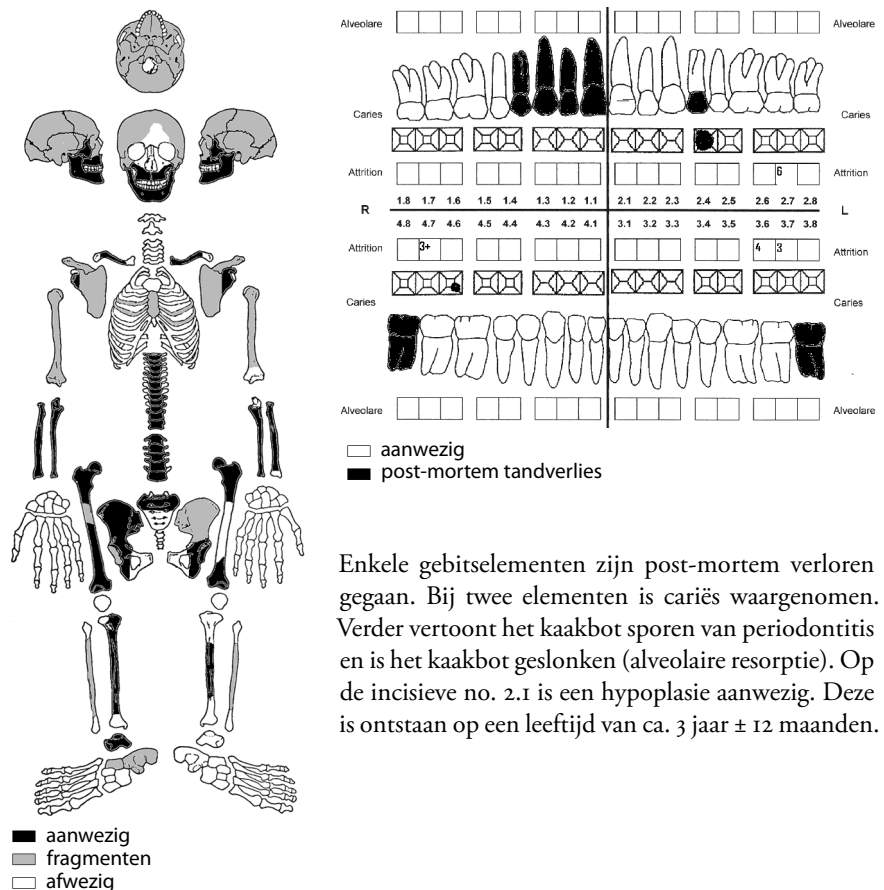 Alveolare Alveolare
Caries Caries
Attrition 6 Attrition
1.8 1.7 1.6 1.5 1.4 1.3 1.2 1.1 2.1 2.2 2.3 2.4 2.5 2.6 2.7 2.8
R L
4.8 4.7 4.6 4.5 4.4 4.3 4.2 4.1 3.1 3.2 3.3 3.4 3.5 3.6 3.7 3.8
Attrition 3+ 4 3 Attrition
Caries Caries
Alveolare Alveolare
aanwezig
post-mortem tandverlies
Enkele gebitselementen zijn post-mortem verloren
gegaan. Bij twee elementen is cariës waargenomen.
Verder vertoont het kaakbot sporen van periodontitis
en is het kaakbot geslonken (alveolaire resorptie). Op
de incisieve no. 2.1 is een hypoplasie aanwezig. Deze
is ontstaan op een leeftijd van ca. 3 jaar ± 12 maanden.
aanwezig
fragmenten
afwezig